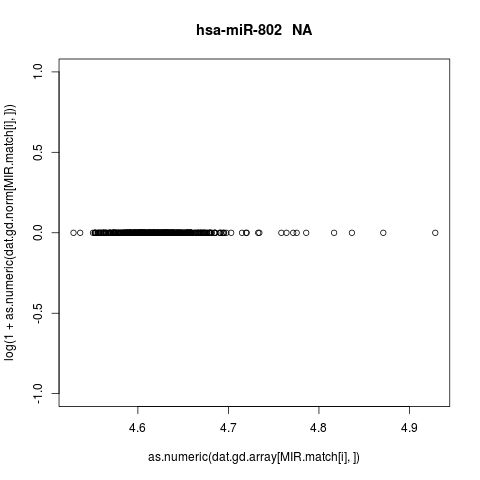 hsa-miR-802 NA
log(1 + as.numeric(dat.gd.norm[MIR.match[i], ]))
1.0
0.5
0.0
-0.5
-1.0
4.6 4.7 4.8 4.9
as.numeric(dat.gd.array[MIR.match[i], ])